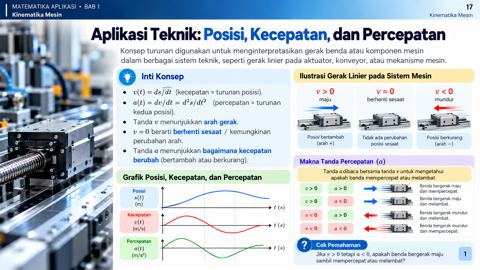 MATEMATIKA APLIKASI • BAB 1
Kinematika Mesin
17
Kinematika Mesin
Aplikasi Teknik: Posisi, Kecepatan, dan Percepatan
Konsep turunan digunakan untuk menginterpretasikan gerak benda atau komponen mesin
dalam berbagai sistem teknik, seperti gerak linier pada aktuator, konveyor, atau mekanisme mesin.
Inti Konsep
• v(t) = ds/dt (kecepatan = turunan posisi).
• a(t) = dv/dt = d²s/dt² (percepatan = turunan
kedua posisi).
• Tanda v menunjukkan arah gerak.
• v = 0 berarti berhenti sesaat / kemungkinan
perubahan arah.
• Tanda a menunjukkan bagaimana kecepatan
berubah (bertambah atau berkurang).
Grafik Posisi, Kecepatan, dan Percepatan
Posisi
s(t)
(m)
t (s)
Kecepatan
v(t)
(m/s)
t (s)
Percepatan
a(t)
(m/s²)
t (s)
Ilustrasi Gerak Linier pada Sistem Mesin
v > 0
maju
Posisi bertambah
(arah +)
v = 0
berhenti sesaat
Tidak ada perubahan
posisi sesaat
v < 0
mundur
Posisi berkurang
(arah −)
Makna Tanda Percepatan (a)
Tanda a dibaca bersama tanda v untuk mengetahui
apakah benda bergerak mempercepat atau melambat.
v > 0 a > 0 Benda bergerak maju
dan mempercepat.
v > 0 a < 0 Benda bergerak maju
dan melambat.
v < 0 a < 0 Benda bergerak mundur
dan mempercepat.
v < 0 a > 0 Benda bergerak mundur
dan melambat.
Cek Pemahaman
Jika v > 0 tetapi a < 0, apakah benda bergerak maju
sambil mempercepat atau melambat?
1